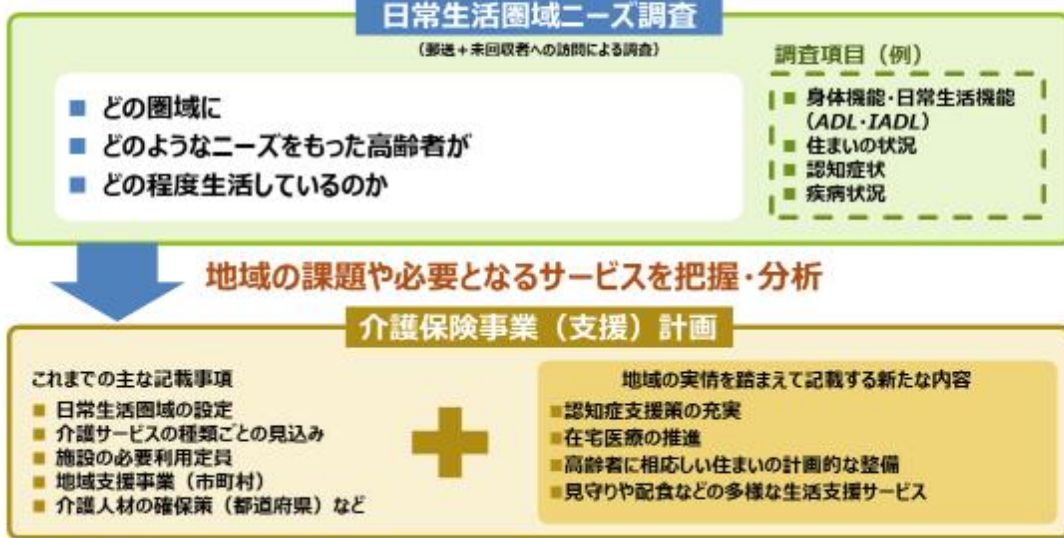 日常生活圏域ニーズ調査
(郵送+未回収者への訪問による調査)
■ どの圏域に
■ どのようなニーズをもった高齢者が
■ どの程度生活しているのか
調査項目(例)
■ 身体機能・日常生活機能
(ADL・IADL)
■ 住まいの状況
■ 認知症状
■ 疾病状況
地域の課題や必要となるサービスを把握・分析
介護保険事業(支援)計画
これまでの主な記載事項
■ 日常生活圏域の設定
■ 介護サービスの種類ごとの見込み
■ 施設の必要利用定員
■ 地域支援事業(市町村)
■ 介護人材の確保策(都道府県)など
地域の実情を踏まえて記載する新たな内容
■認知症支援策の充実
■在宅医療の推進
■高齢者に相応しい住まいの計画的な整備
■見守りや配食などの多様な生活支援サービス